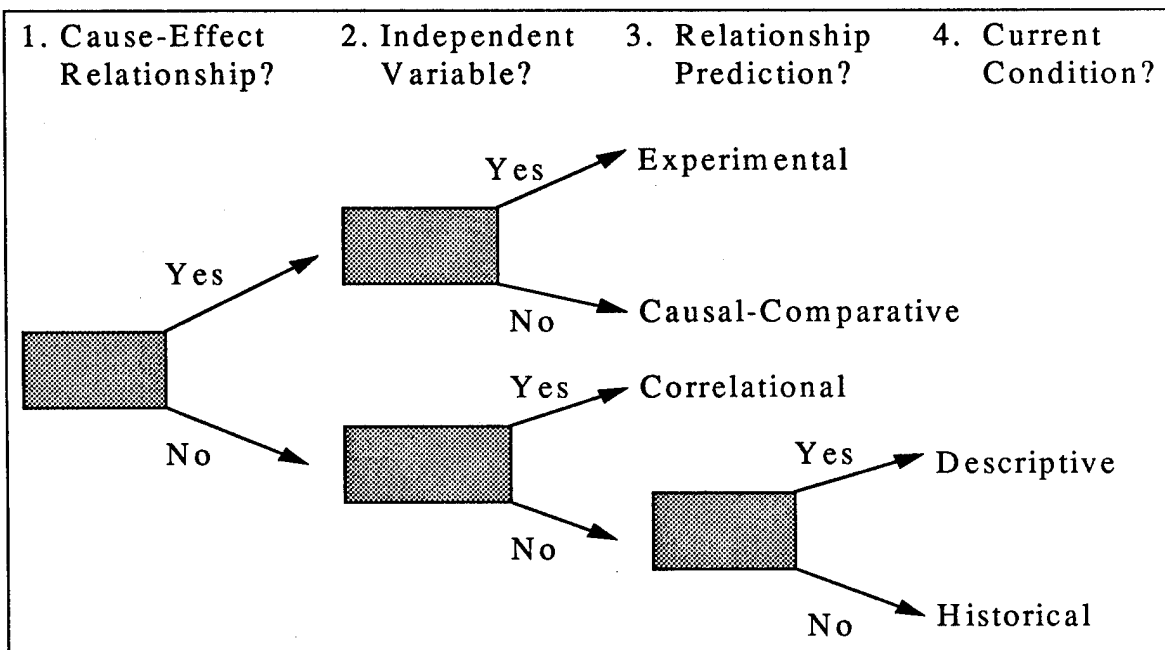 1. Cause-Effect Relationship?
2. Independent Variable?
3. Relationship Prediction?
4. Current Condition?
Yes
Experimental
Yes
No
Causal-Comparative
Yes
Correlational
No
Yes
Descriptive
No
No
Historical